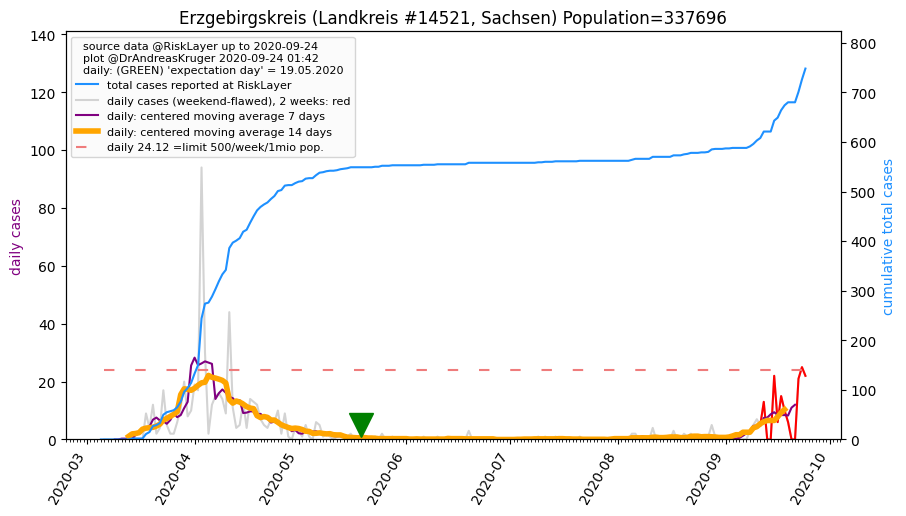 Erzgebirgskreis (Landkreis #14521, Sachsen) Population=337696
source data @RiskLayer up to 2020-09-24
plot @DrAndreasKruger 2020-09-24 01:42
daily: (GREEN) 'expectation day' = 19.05.2020
total cases reported at RiskLayer
daily cases (weekend-flawed), 2 weeks: red
daily: centered moving average 7 days
daily: centered moving average 14 days
daily 24.12 =limit 500/week/1mio pop.
daily cases
140
120
100
80
60
40
20
0
cumulative total cases
800
700
600
500
400
300
200
100
0
2020-03
2020-04
2020-05
2020-06
2020-07
2020-08
2020-09
2020-10